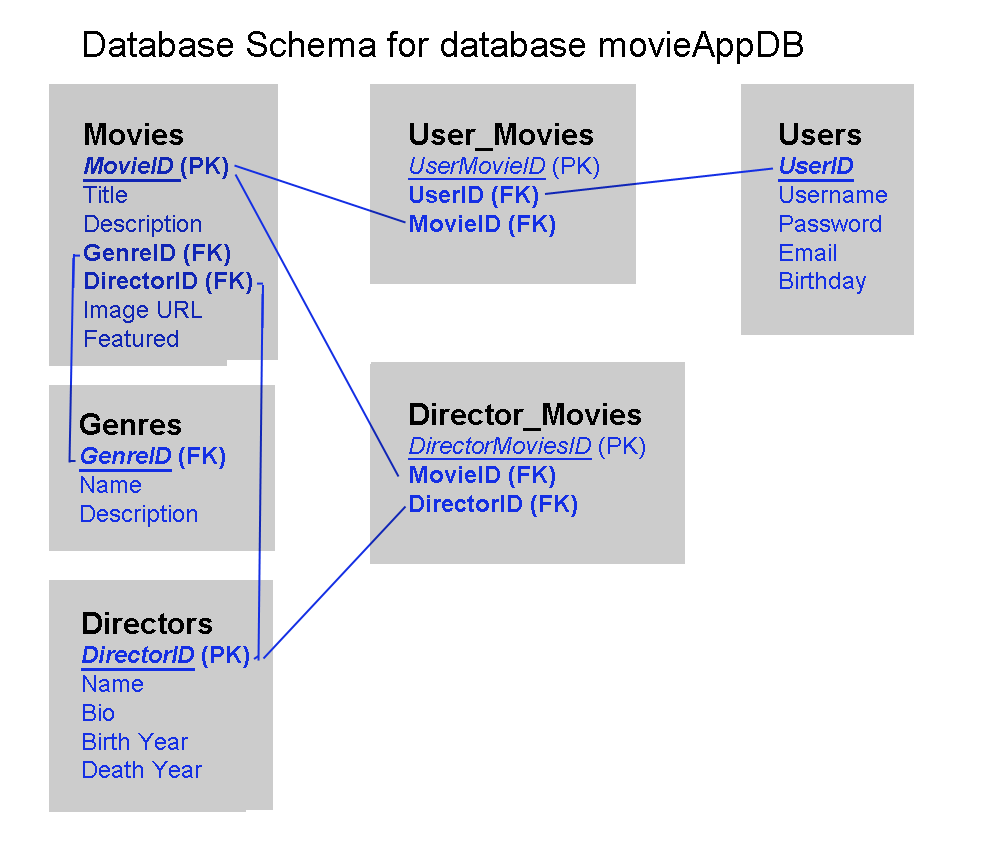 Database Schema for database movieAppDB
Movies
MovieID (PK)
Title
Description
GenreID (FK)
DirectorID (FK)
Image URL
Featured
User_Movies
UserMovieID (PK)
UserID (FK)
MovieID (FK)
Users
UserID
Username
Password
Email
Birthday
Genres
GenreID (FK)
Name
Description
Director_Movies
DirectorMoviesID (PK)
MovieID (FK)
DirectorID (FK)
Directors
DirectorID (PK)
Name
Bio
Birth Year
Death Year